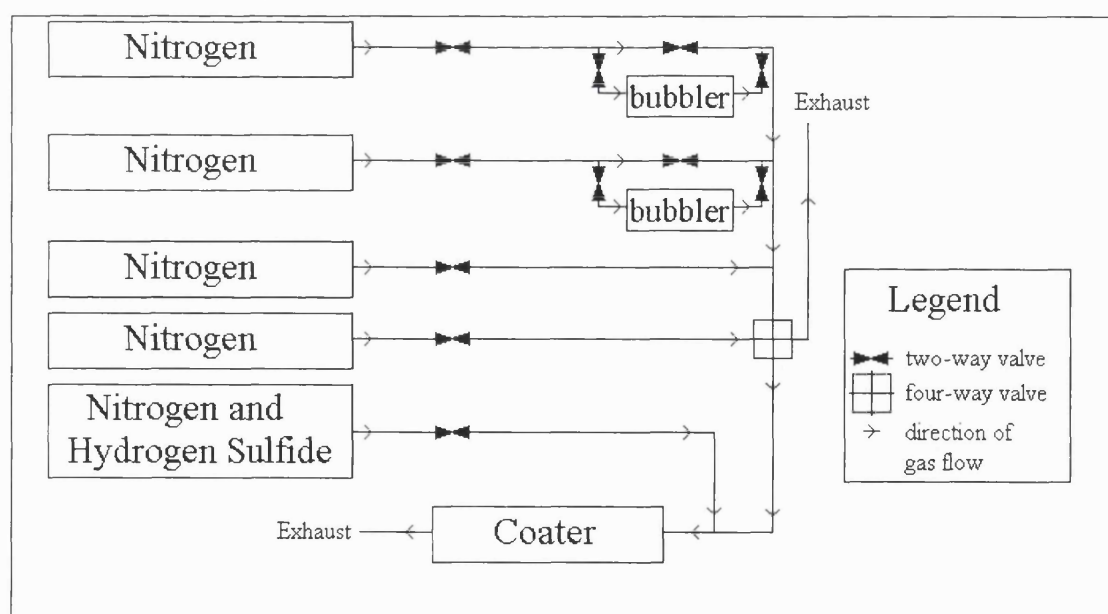 Nitrogen
bubbler
Exhaust
Nitrogen
bubbler
Nitrogen
Nitrogen
Nitrogen and
Hydrogen Sulfide
Exhaust
Coater
Legend
two-way valve
four-way valve
direction of
gas flow